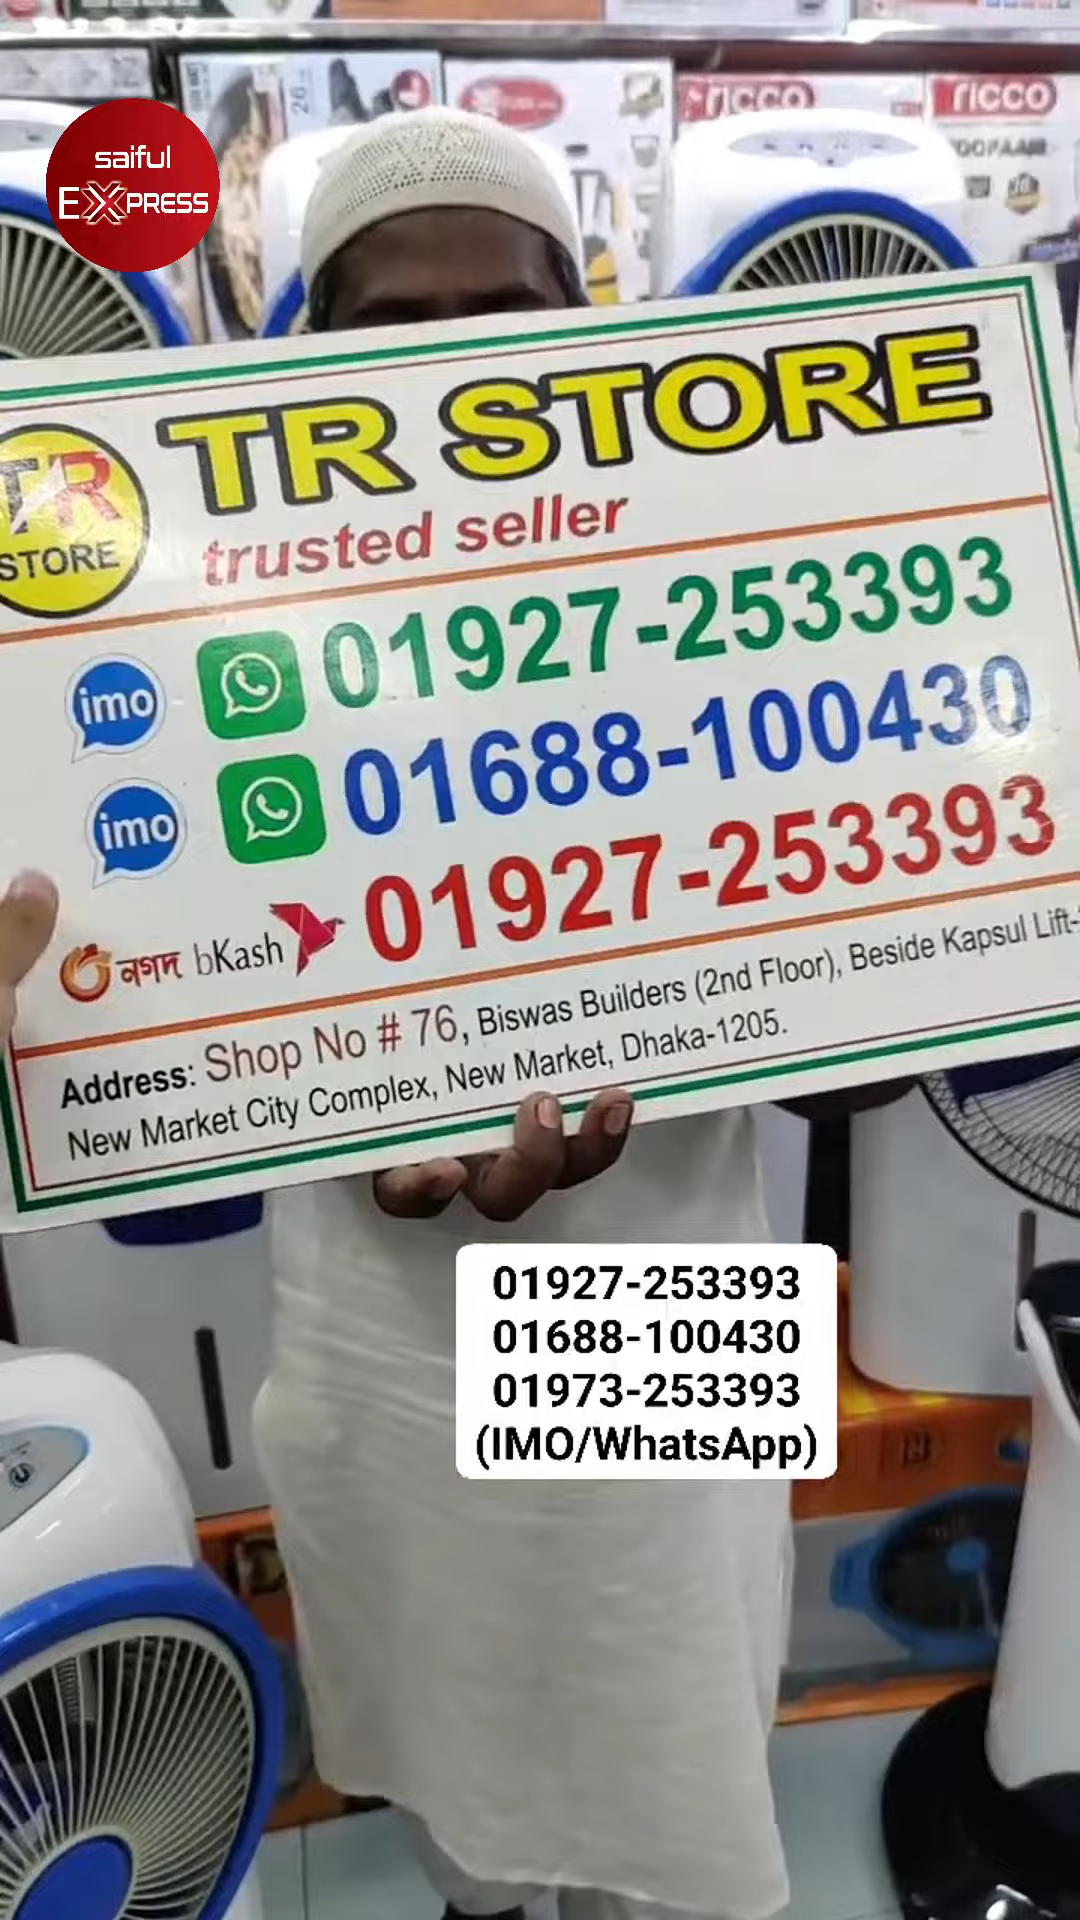 saiful
EXPRESS
ricco
ricco
TR STORE
TR
STORE
trusted seller
imo
01927-253393
imo
01688-100430
নগদ bKash
01927-253393
Address: Shop No # 76, Biswas Builders (2nd Floor), Beside Kapsul Lift-
New Market City Complex, New Market, Dhaka-1205.
01927-253393
01688-100430
01973-253393
(IMO/WhatsApp)